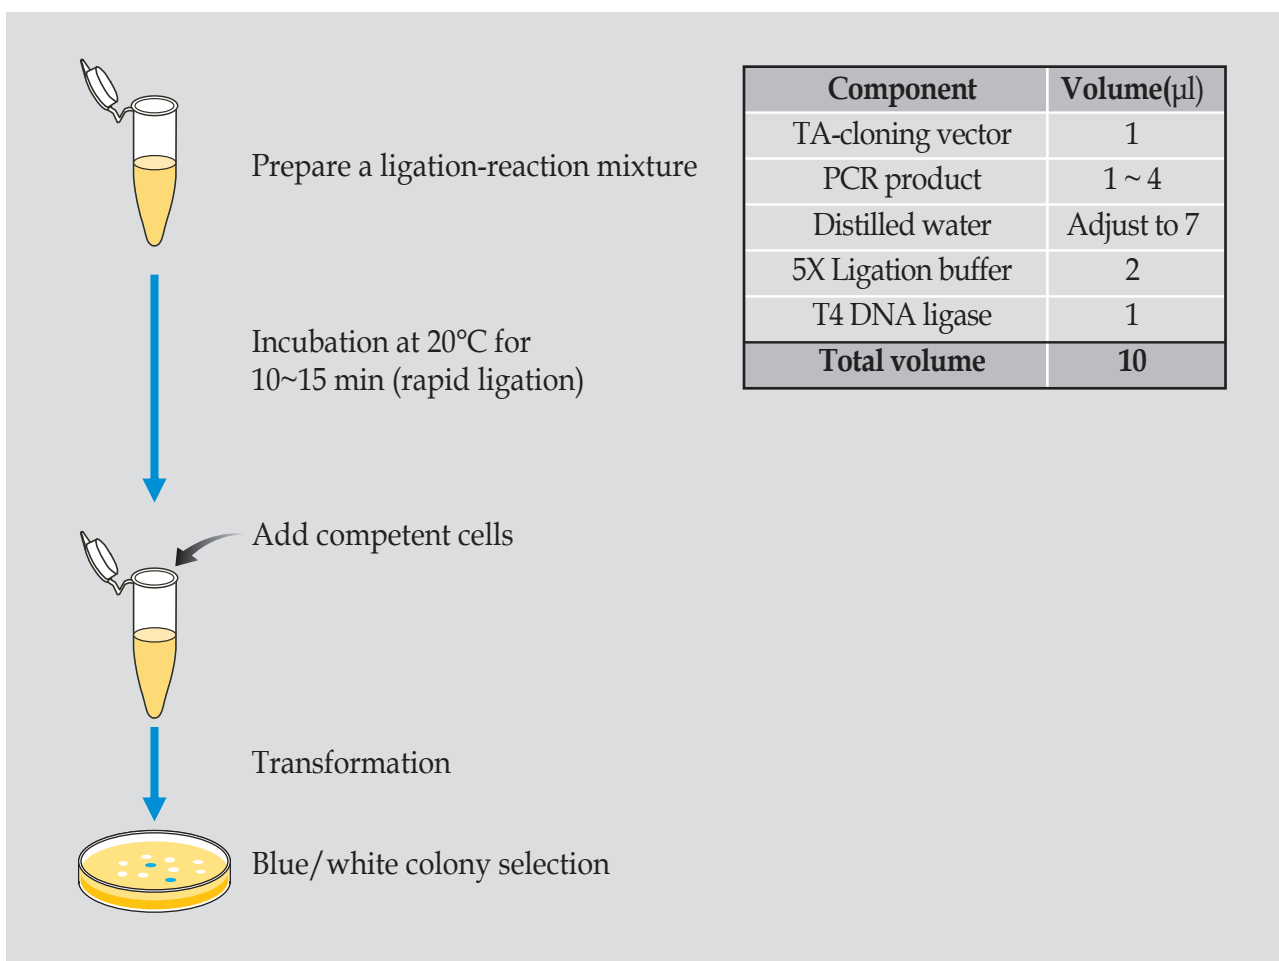 Prepare a ligation-reaction mixture
Incubation at 20°C for
10~15 min (rapid ligation)
Add competent cells
Transformation
Blue/white colony selection
Component Volume(µl)
TA-cloning vector 1
PCR product 1 ~ 4
Distilled water Adjust to 7
5X Ligation buffer 2
T4 DNA ligase 1
Total volume 10